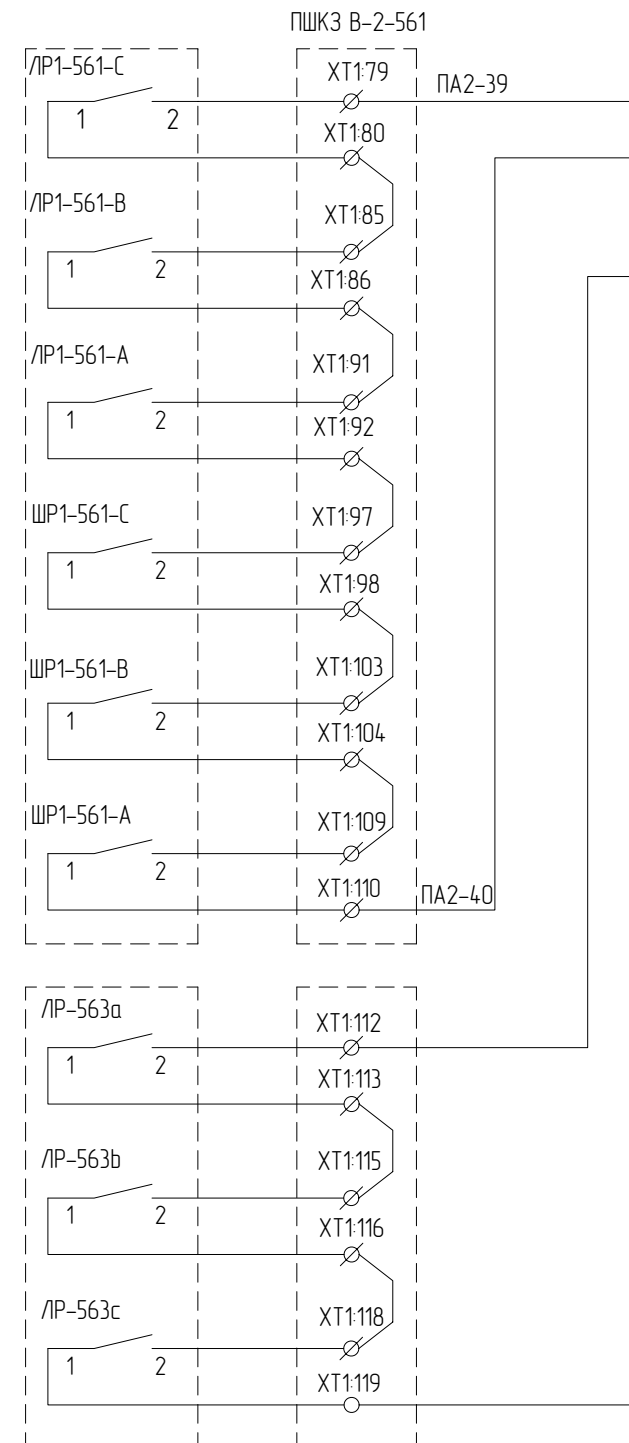 ПШКЗ В-2-561
ЛР1-561-С
ХТ1:79
ПА2-39
1 2
ХТ1:80
ЛР1-561-В
ХТ1:85
1 2
ХТ1:86
ЛР1-561-А
ХТ1:91
1 2
ХТ1:92
ШР1-561-С
ХТ1:97
1 2
ХТ1:98
ШР1-561-В
ХТ1:103
1 2
ХТ1:104
ШР1-561-А
ХТ1:109
1 2
ХТ1:110
ПА2-40
ЛР-563а
ХТ1:112
1 2
ХТ1:113
ЛР-563b
ХТ1:115
1 2
ХТ1:116
ЛР-563с
ХТ1:118
1 2
ХТ1:119